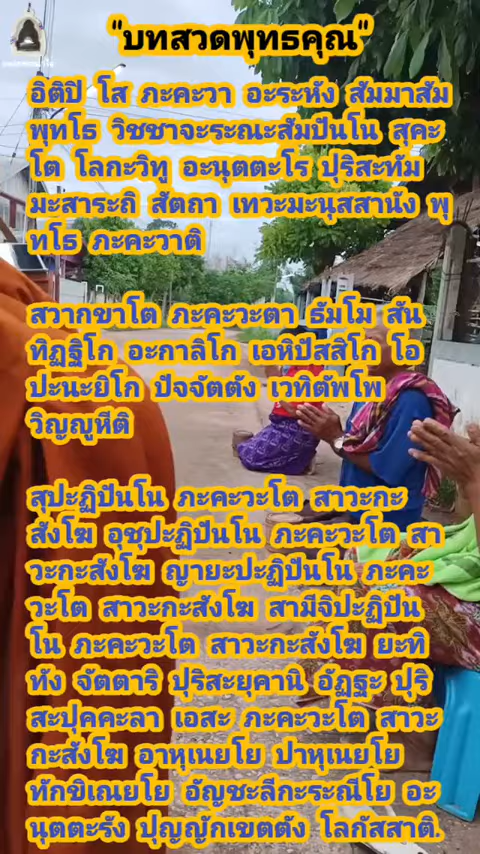 "บทสวดพุทธคุณ"
อิติปิ โส ภะคะวา อะระหัง สัมมาสัม
พุทโธ วิชชาจะระณะสัมปันโน สุคะ
โต โลกะวิทู อะนุตตะโร ปุริสะทัม
มะสาระถิ สัตถา เทวะมะนุสสานัง พุ
ทโธ ภะคะวาติ
สวากขาโต ภะคะวะตา ธัมโม สัน
ทิฏฐิโก อะกาลิโก เอหิปัสสิโก โอ
ปะนะยิโก ปัจจัตตัง เวทิตัพโพ
วิญญูหีติ
สุปะฏิปันโน ภะคะวะโต สาวะกะ
สังโฆ อุชุปะฏิปันโน ภะคะวะโต สา
วะกะสังโฆ ญายะปะฏิปันโน ภะคะ
วะโต สาวะกะสังโฆ สามีจิปะฏิปัน
โน ภะคะวะโต สาวะกะสังโฆ ยะทิ
ทัง จัตตาริ ปุริสะยุคานิ อัฏฐะ ปุริ
สะปุคคะลา เอสะ ภะคะวะโต สาวะ
กะสังโฆ อาหุเนยโย ปาหุเนยโย
ทักขิเณยโย อัญชะลีกะระณีโย อะ
นุตตะรัง ปุญญักเขตตัง โลกัสสาติ.